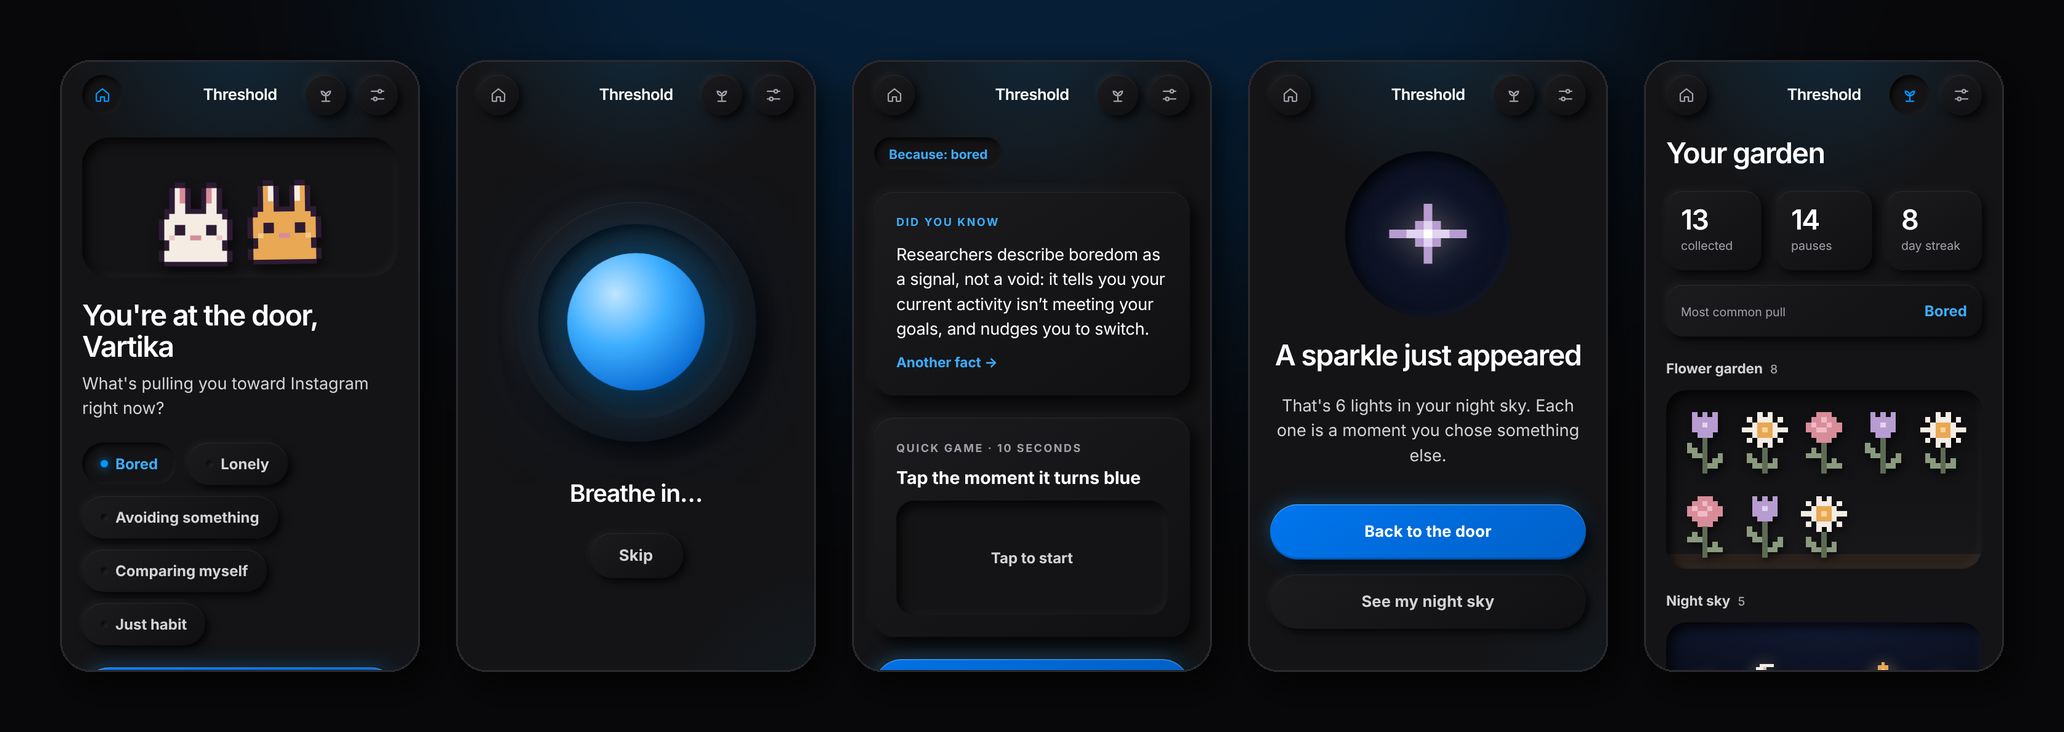 Threshold
You're at the door,
Vartika
What's pulling you toward Instagram
right now?
Bored
Lonely
Avoiding something
Comparing myself
Just habit
Threshold
Breathe in...
Skip
Threshold
Because: bored
DID YOU KNOW
Researchers describe boredom as
a signal, not a void: it tells you your
current activity isn’t meeting your
goals, and nudges you to switch.
Another fact →
QUICK GAME · 10 SECONDS
Tap the moment it turns blue
Tap to start
Threshold
A sparkle just appeared
That's 6 lights in your night sky. Each
one is a moment you chose something
else.
Back to the door
See my night sky
Threshold
Your garden
13
collected
14
pauses
8
day streak
Most common pull
Bored
Flower garden 8
Night sky 5